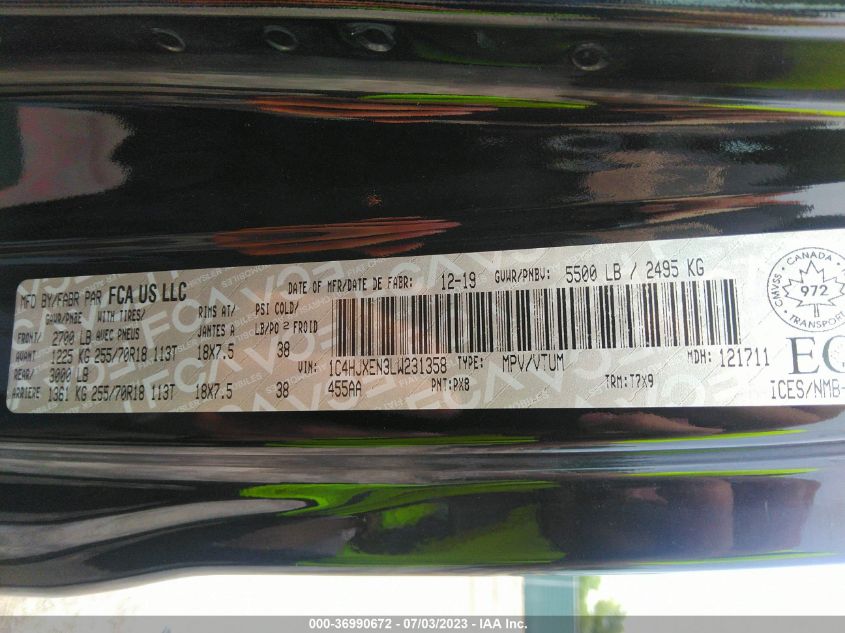 MFD BY/FABR PAR FCA US LLC
DATE OF MFR/DATE DE FABR: 12-19 GVWR/PNBV: 5500 LB / 2495 KG
GAWR/PNBE WITH TIRES/ RIMS AT/ PSI COLD/
FRONT/ 2700 LB AVEC PNEUS JANTES A LB/PO² FROID
AVANT 1225 KG 255/70R18 113T 18X7.5 38
REAR/ 3000 LB
ARRIERE 1361 KG 255/70R18 113T 18X7.5 38
VIN: 1C4HJXEN3LW231358 TYPE: MPV/VTUM MDH: 121711
455AA PNT: PX8 TRM: T7X9
CMVSS CANADA
972
TRANSPORT
ICES/NMB-
000-36990672 / 07/03/2023 - IAA Inc.